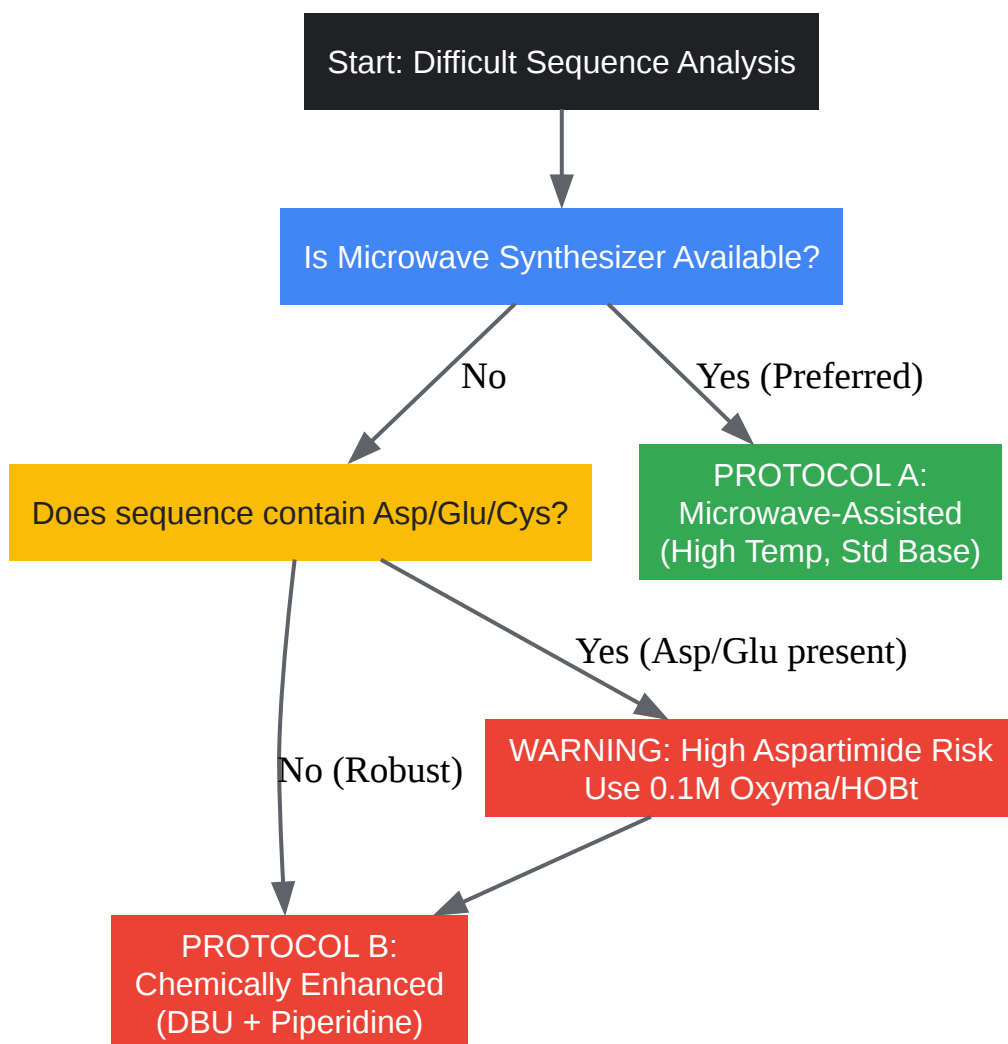 Start: Difficult Sequence Analysis
Is Microwave Synthesizer Available?
No
Yes (Preferred)
PROTOCOL A:
Microwave-Assisted
(High Temp, Std Base)
Does sequence contain Asp/Glu/Cys?
Yes (Asp/Glu present)
WARNING: High Aspartimide Risk
Use 0.1M Oxyma/HOBt
No (Robust)
PROTOCOL B:
Chemically Enhanced
(DBU + Piperidine)